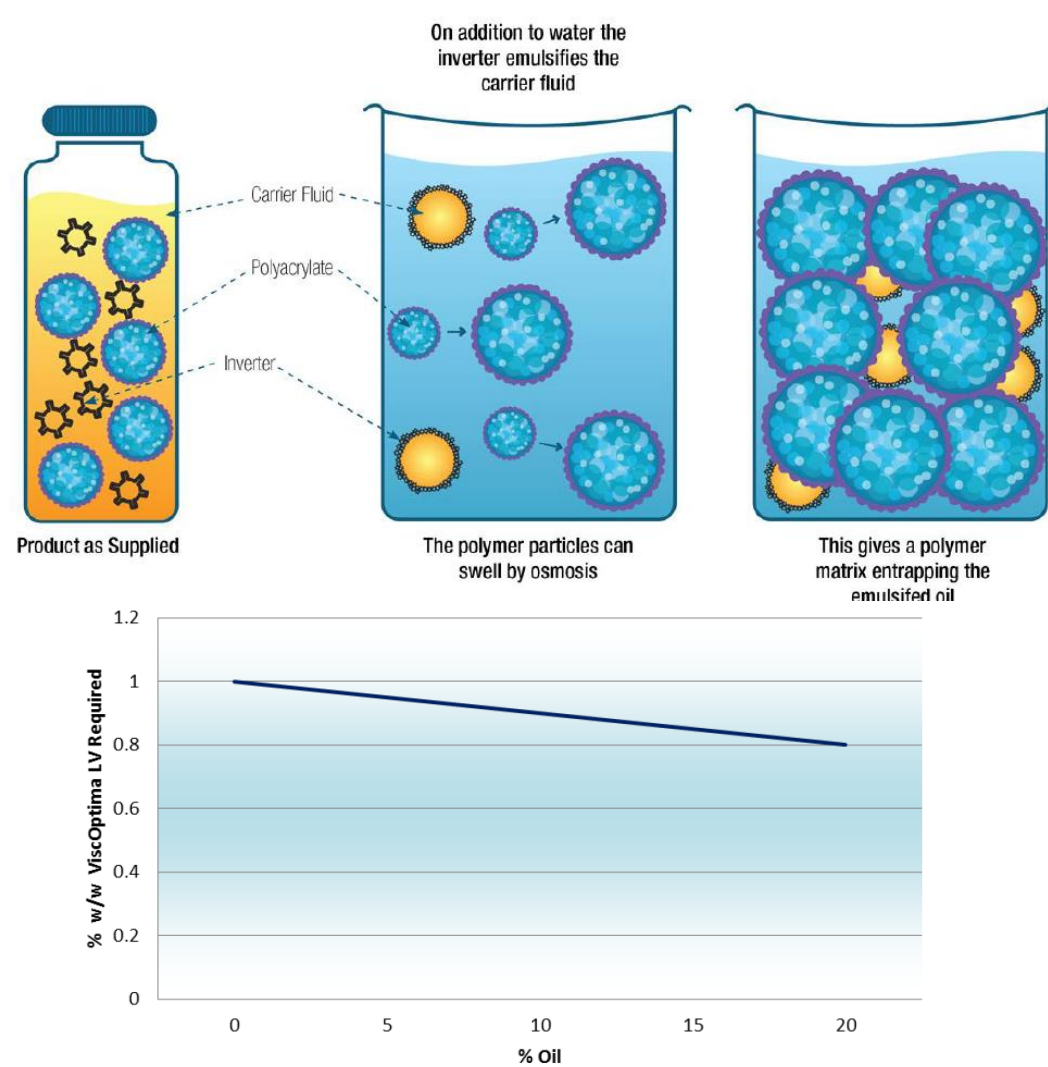 On addition to water the
inverter emulsifies the
carrier fluid
Carrier Fluid
Polyacrylate
Inverter
Product as Supplied
The polymer particles can
swell by osmosis
This gives a polymer
matrix entrapping the
emulsifed oil
% w/w ViscOptima LV Required
1.2
1
0.8
0.6
0.4
0.2
0
0 5 10 15 20
% Oil